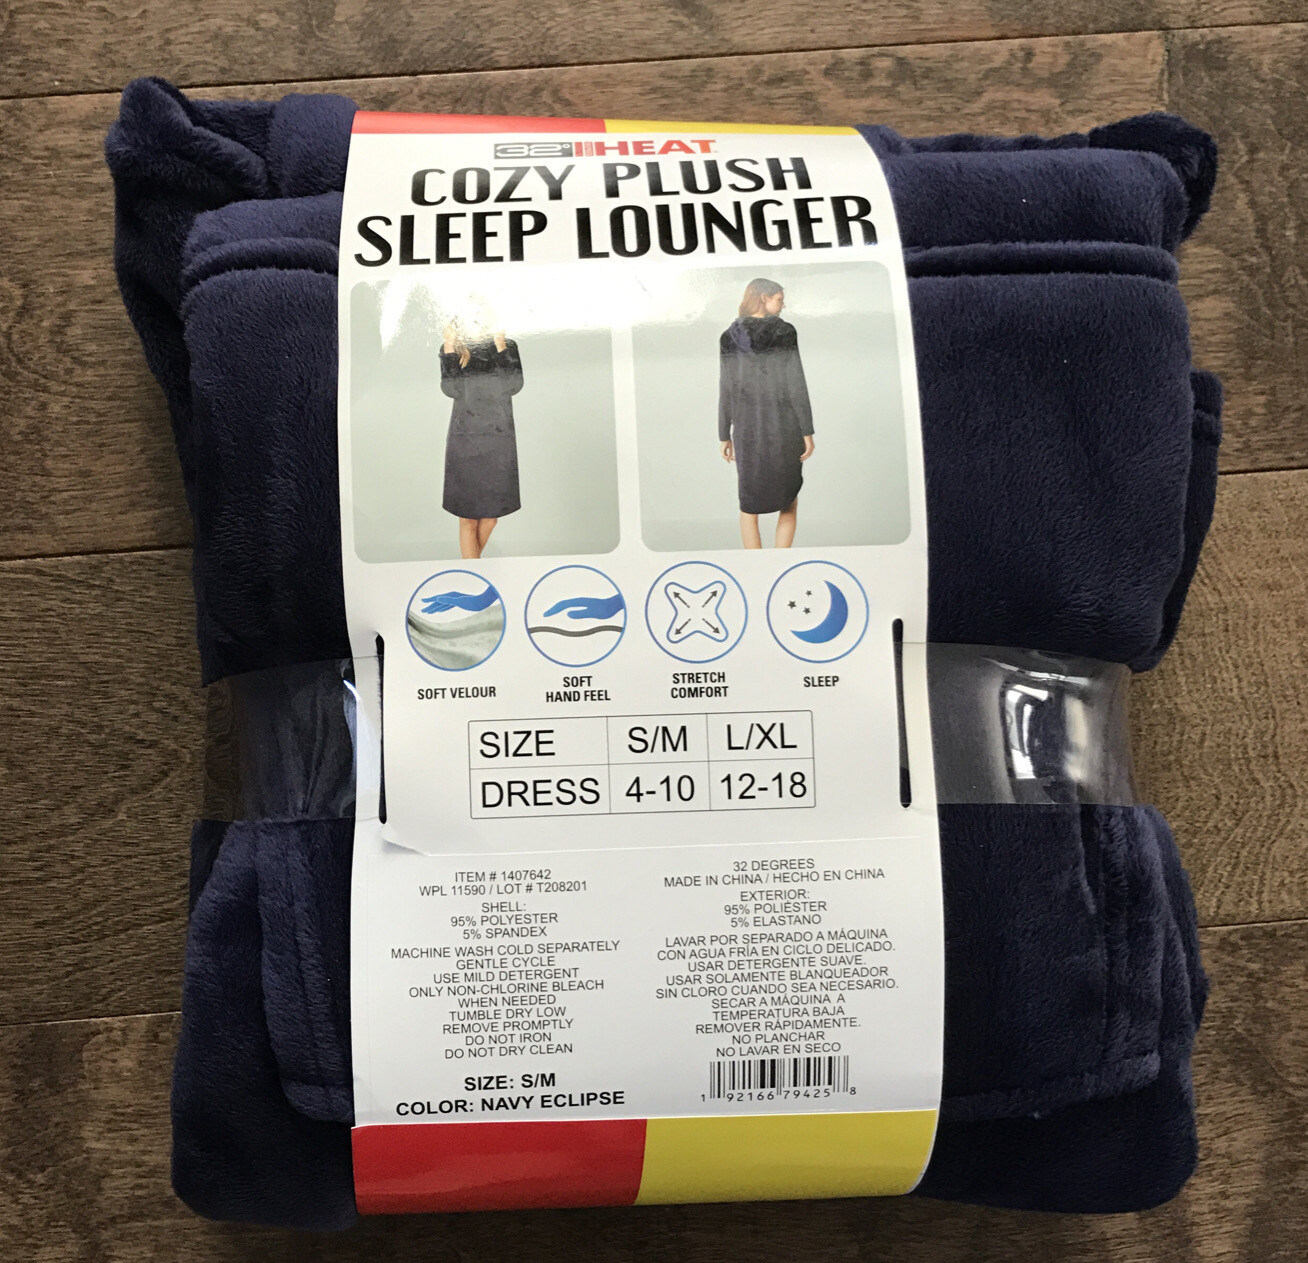 32° HEAT
COZY PLUSH
SLEEP LOUNGER
SOFT VELOUR
SOFT
HAND FEEL
STRETCH
COMFORT
SLEEP
SIZE S/M L/XL
DRESS 4-10 12-18
ITEM # 1407642
WPL 11590 / LOT # T208201
SHELL:
95% POLYESTER
5% SPANDEX
MACHINE WASH COLD SEPARATELY
GENTLE CYCLE
USE MILD DETERGENT
ONLY NON-CHLORINE BLEACH
WHEN NEEDED
TUMBLE DRY LOW
REMOVE PROMPTLY
DO NOT IRON
DO NOT DRY CLEAN
SIZE: S/M
COLOR: NAVY ECLIPSE
32 DEGREES
MADE IN CHINA / HECHO EN CHINA
EXTERIOR:
95% POLIÉSTER
5% ELASTANO
LAVAR POR SEPARADO A MÁQUINA
CON AGUA FRÍA EN CICLO DELICADO.
USAR DETERGENTE SUAVE.
USAR SOLAMENTE BLANQUEADOR
SIN CLORO CUANDO SEA NECESARIO.
SECAR A MÁQUINA A
TEMPERATURA BAJA
REMOVER RÁPIDAMENTE.
NO PLANCHAR
NO LAVAR EN SECO
1 92166 79425 8